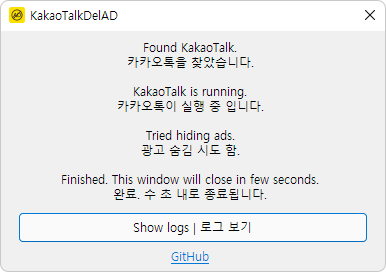 KakaoTalkDelAD
Found KakaoTalk.
카카오톡을 찾았습니다.
KakaoTalk is running.
카카오톡이 실행 중 입니다.
Tried hiding ads.
광고 숨김 시도 함.
Finished. This window will close in few seconds.
완료. 수 초 내로 종료됩니다.
Show logs | 로그 보기
GitHub